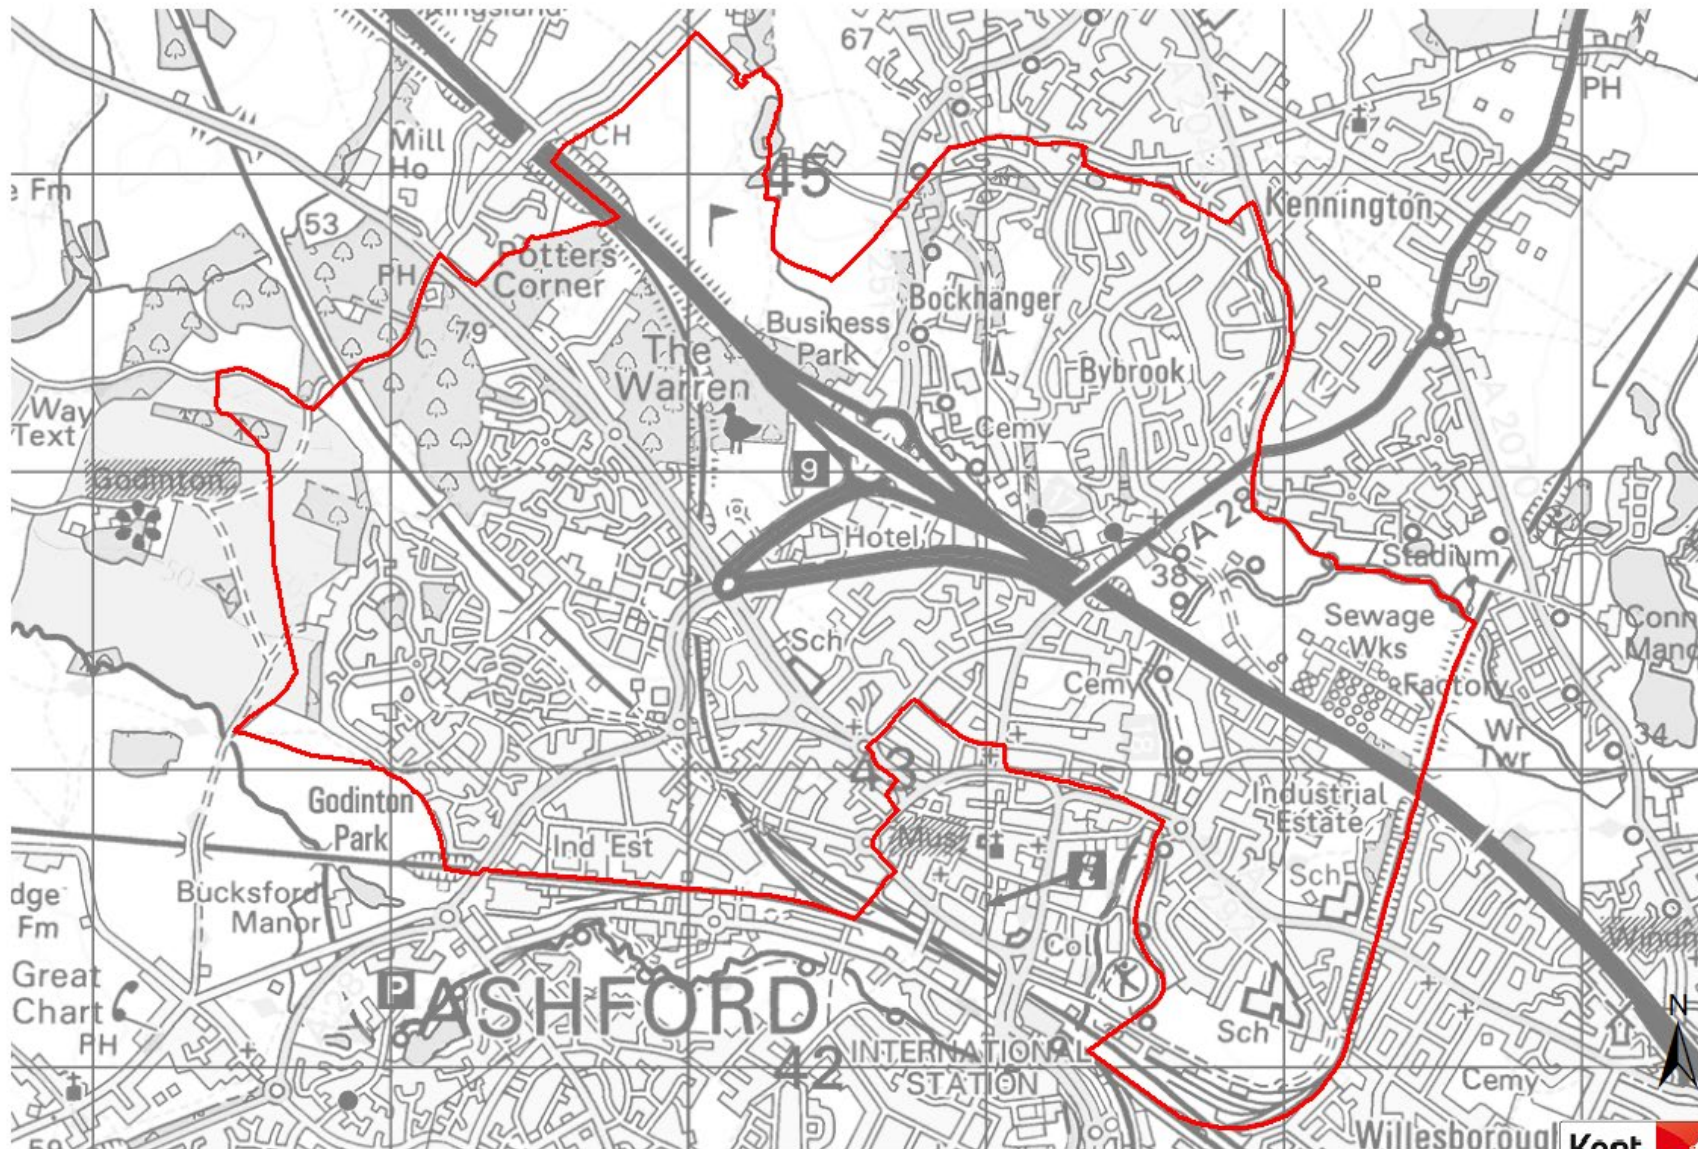 67
PH
CH
Mill
Ho
45
e Fm
53
Kennington
PH
Potters
Corner
Bockhanger
79
Business
Park
The
Warren
Bybrook
Way
Text
Cemy
9
Godinton
A 28
Hotel
Stadium
38
Sewage
Wks
Sch
Cemy
Factory
Wr
Twr
34
43
Godinton
Park
Industrial
Estate
Ind Est
Mus
Sch
Bucksford
Manor
dge
Fm
Col
Great
Chart
P
ASHFORD
PH
Sch
42
INTERNATIONAL
STATION
N
Cemy
Willesboroug
Kent